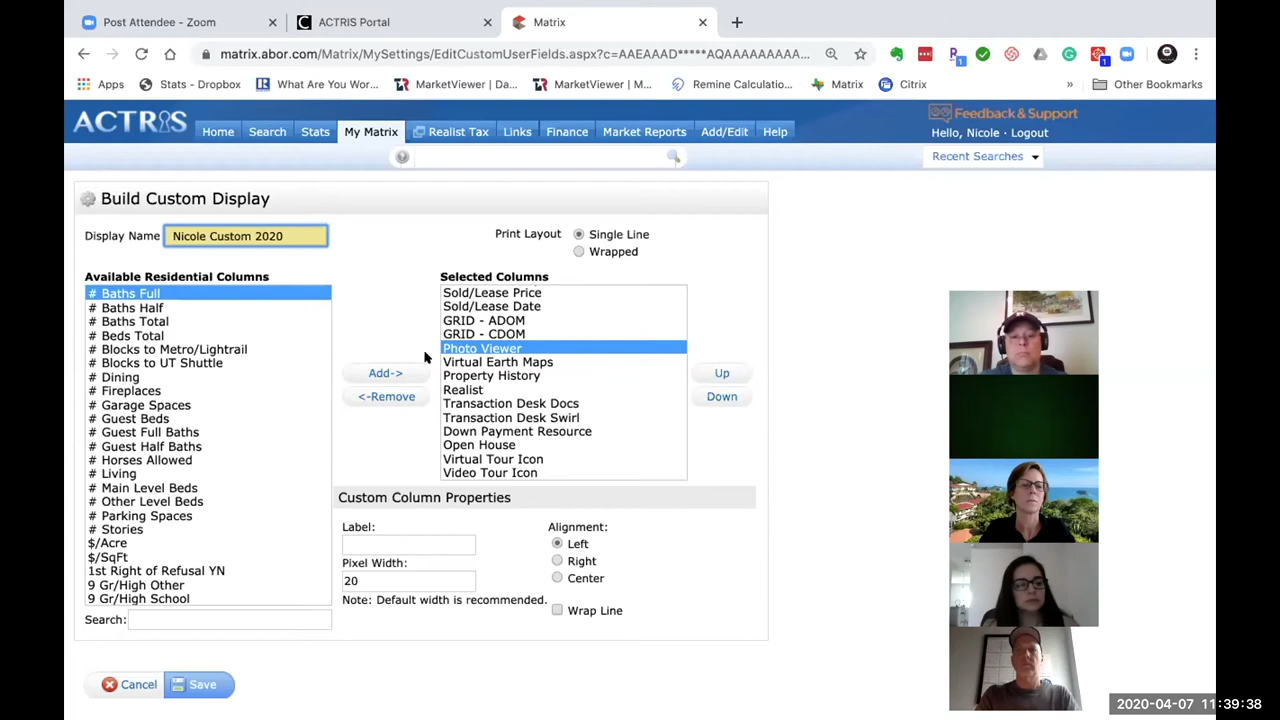 Post Attendee - Zoom
ACTRIS Portal
Matrix
matrix.abor.com/Matrix/MySettings/EditCustomUserFields.aspx?c=AAEAAAD*****AQAAAAAAAAA...
Apps
Stats - Dropbox
What Are You Wor...
MarketViewer | Da...
MarketViewer | M...
Remine Calculatio...
Matrix
Citrix
»
Other Bookmarks
ACTRIS
Home
Search
Stats
My Matrix
Realist Tax
Links
Finance
Market Reports
Add/Edit
Help
Feedback & Support
Hello, Nicole · Logout
Recent Searches
Build Custom Display
Display Name
Nicole Custom 2020
Print Layout
Single Line
Wrapped
Available Residential Columns
# Baths Full
# Baths Half
# Baths Total
# Beds Total
# Blocks to Metro/Lightrail
# Blocks to UT Shuttle
# Dining
# Fireplaces
# Garage Spaces
# Guest Beds
# Guest Full Baths
# Guest Half Baths
# Horses Allowed
# Living
# Main Level Beds
# Other Level Beds
# Parking Spaces
# Stories
$/Acre
$/SqFt
1st Right of Refusal YN
9 Gr/High Other
9 Gr/High School
Search:
Add->
<-Remove
Selected Columns
Sold/Lease Price
Sold/Lease Date
GRID - ADOM
GRID - CDOM
Photo Viewer
Virtual Earth Maps
Property History
Realist
Transaction Desk Docs
Transaction Desk Swirl
Down Payment Resource
Open House
Virtual Tour Icon
Video Tour Icon
Up
Down
Custom Column Properties
Label:
Pixel Width:
20
Note: Default width is recommended.
Alignment:
Left
Right
Center
Wrap Line
Cancel
Save
2020-04-07 11:39:38